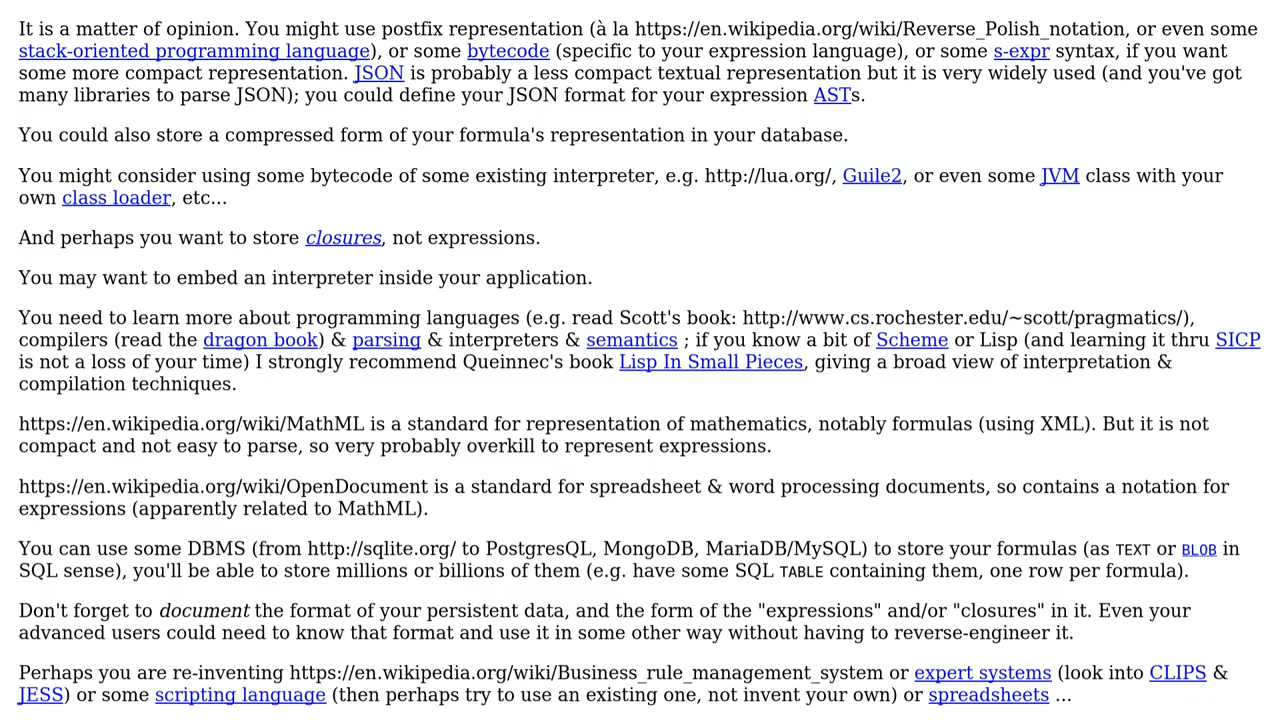 It is a matter of opinion. You might use postfix representation (à la https://en.wikipedia.org/wiki/Reverse_Polish_notation, or even some
stack-oriented programming language), or some bytecode (specific to your expression language), or some s-expr syntax, if you want
some more compact representation. JSON is probably a less compact textual representation but it is very widely used (and you've got
many libraries to parse JSON); you could define your JSON format for your expression ASTs.
You could also store a compressed form of your formula's representation in your database.
You might consider using some bytecode of some existing interpreter, e.g. http://lua.org/, Guile2, or even some JVM class with your
own class loader, etc...
And perhaps you want to store closures, not expressions.
You may want to embed an interpreter inside your application.
You need to learn more about programming languages (e.g. read Scott's book: http://www.cs.rochester.edu/~scott/pragmatics/),
compilers (read the dragon book) & parsing & interpreters & semantics ; if you know a bit of Scheme or Lisp (and learning it thru SICP
is not a loss of your time) I strongly recommend Queinnec's book Lisp In Small Pieces, giving a broad view of interpretation &
compilation techniques.
https://en.wikipedia.org/wiki/MathML is a standard for representation of mathematics, notably formulas (using XML). But it is not
compact and not easy to parse, so very probably overkill to represent expressions.
https://en.wikipedia.org/wiki/OpenDocument is a standard for spreadsheet & word processing documents, so contains a notation for
expressions (apparently related to MathML).
You can use some DBMS (from http://sqlite.org/ to PostgresQL, MongoDB, MariaDB/MySQL) to store your formulas (as TEXT or BLOB in
SQL sense), you'll be able to store millions or billions of them (e.g. have some SQL TABLE containing them, one row per formula).
Don't forget to document the format of your persistent data, and the form of the "expressions" and/or "closures" in it. Even your
advanced users could need to know that format and use it in some other way without having to reverse-engineer it.
Perhaps you are re-inventing https://en.wikipedia.org/wiki/Business_rule_management_system or expert systems (look into CLIPS &
JESS) or some scripting language (then perhaps try to use an existing one, not invent your own) or spreadsheets ...